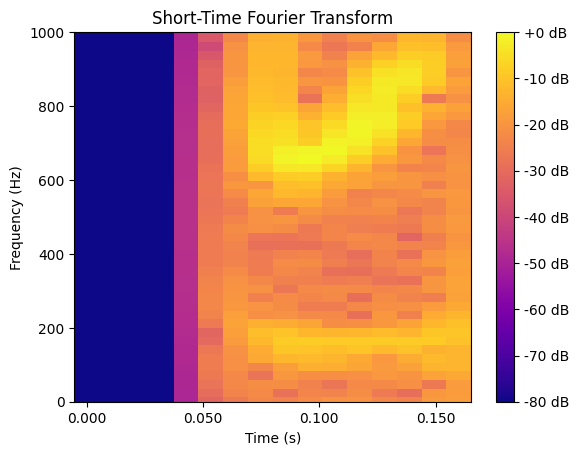 Short-Time Fourier Transform
1000
800
600
400
200
0
Frequency (Hz)
0.000
0.050
0.100
0.150
Time (s)
+0 dB
-10 dB
-20 dB
-30 dB
-40 dB
-50 dB
-60 dB
-70 dB
-80 dB